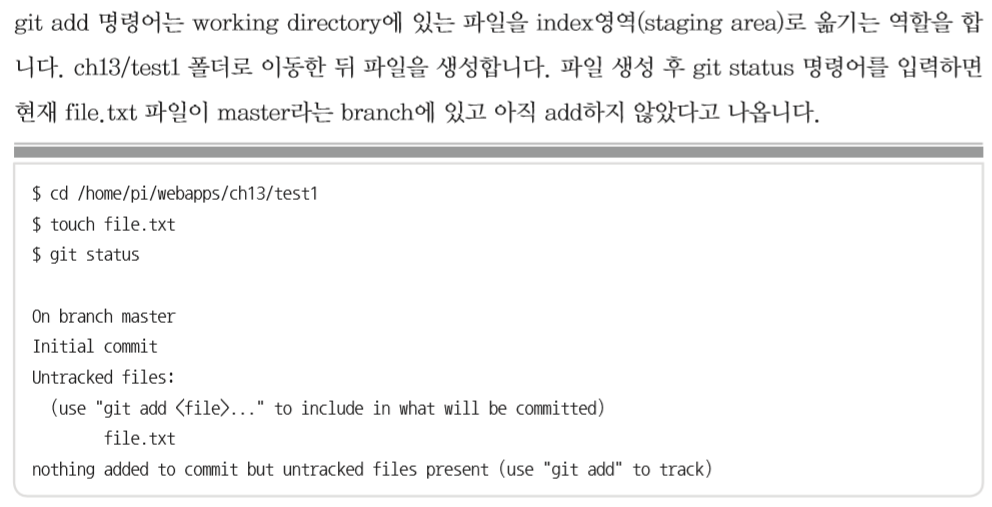 git add 명령어는 working directory에 있는 파일을 index영역(staging area)로 옮기는 역할을 합
니다. ch13/test1 폴더로 이동한 뒤 파일을 생성합니다. 파일 생성 후 git status 명령어를 입력하면
현재 file.txt 파일이 master라는 branch에 있고 아직 add하지 않았다고 나옵니다.
$ cd /home/pi/webapps/ch13/test1
$ touch file.txt
$ git status
On branch master
Initial commit
Untracked files:
(use "git add <file>..." to include in what will be committed)
file.txt
nothing added to commit but untracked files present (use "git add" to track)